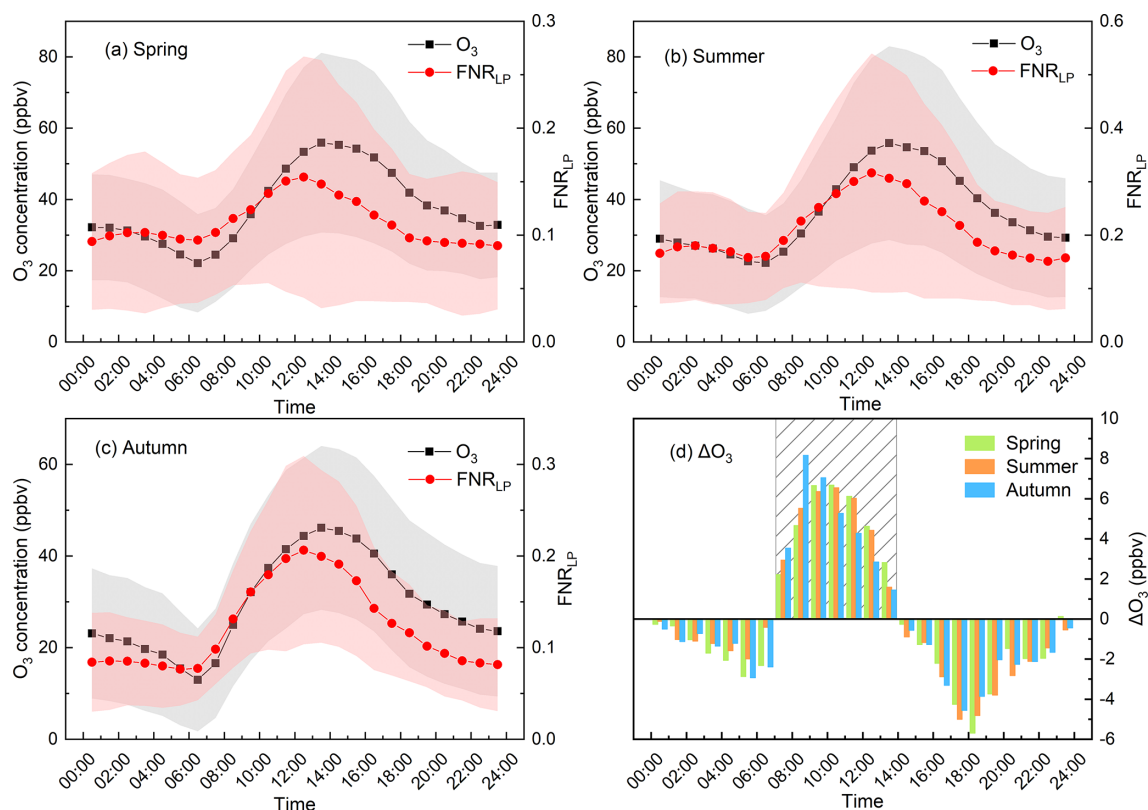 (a) Spring
O3
FNRLP
O3 concentration (ppbv)
80
60
40
20
0
0.3
0.2
0.1
0.0
FNRLP
00:00 02:00 04:00 06:00 08:00 10:00 12:00 14:00 16:00 18:00 20:00 22:00 24:00
Time
(b) Summer
O3
FNRLP
O3 concentration (ppbv)
80
60
40
20
0
0.6
0.4
0.2
0.0
FNRLP
00:00 02:00 04:00 06:00 08:00 10:00 12:00 14:00 16:00 18:00 20:00 22:00 24:00
Time
(c) Autumn
O3
FNRLP
O3 concentration (ppbv)
60
40
20
0
0.3
0.2
0.1
0.0
FNRLP
00:00 02:00 04:00 06:00 08:00 10:00 12:00 14:00 16:00 18:00 20:00 22:00 24:00
Time
(d) ΔO3
Spring
Summer
Autumn
10
8
6
4
2
0
-2
-4
-6
ΔO3 (ppbv)
00:00 02:00 04:00 06:00 08:00 10:00 12:00 14:00 16:00 18:00 20:00 22:00 24:00
Time